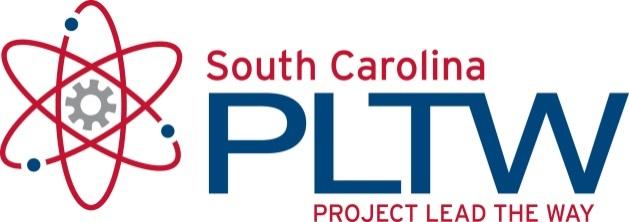 South Carolina
PLTW
PROJECT LEAD THE WAY